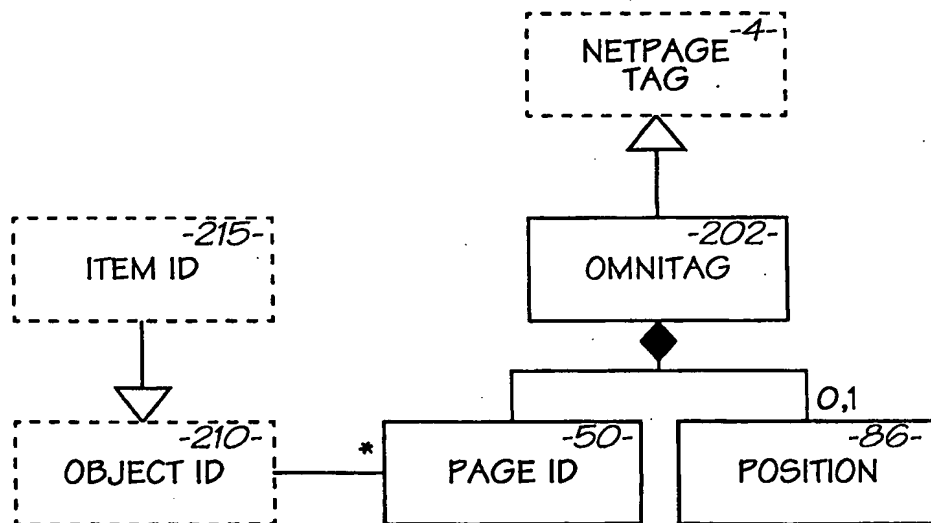 -4-
NETPAGE
TAG
-215-
ITEM ID
-202-
OMNITAG
0,1
-210-
OBJECT ID
*
-50-
PAGE ID
-86-
POSITION